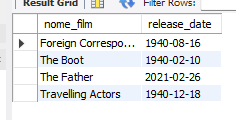 Result Grid Filter Rows:
nome_film release_date
Foreign Correspo... 1940-08-16
The Boot 1940-02-10
The Father 2021-02-26
Travelling Actors 1940-12-18